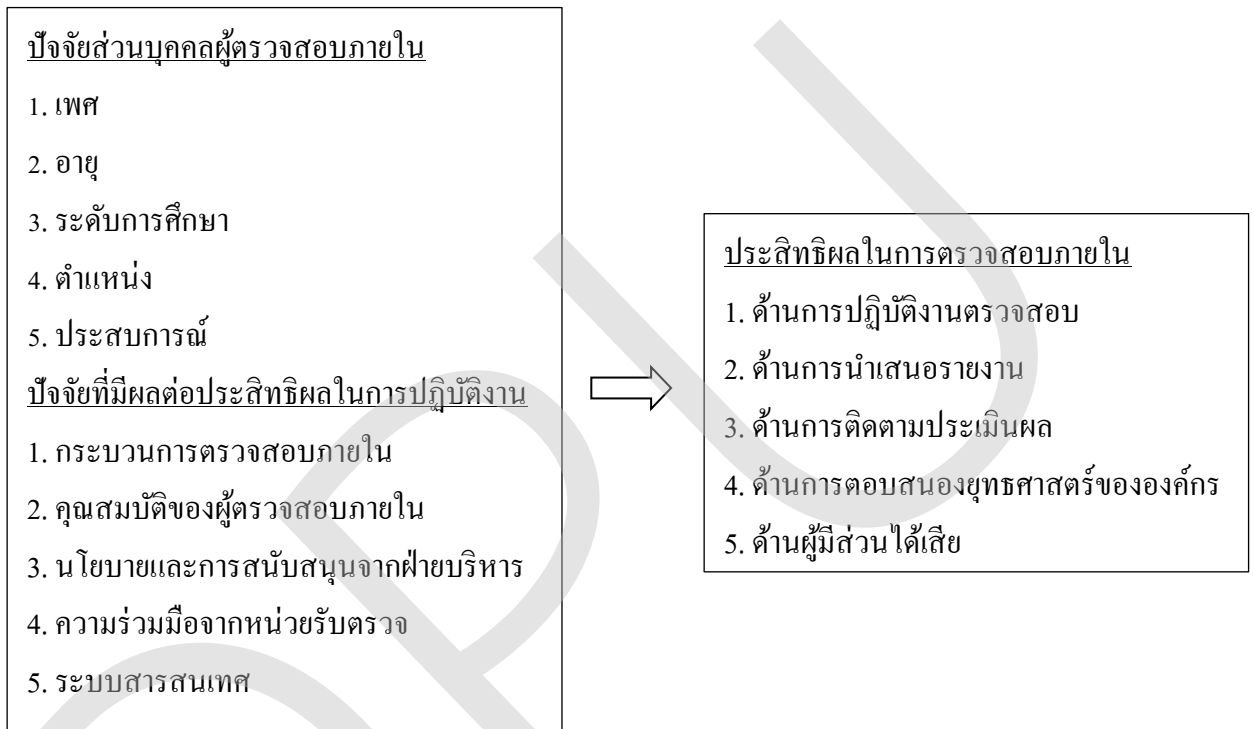 ปัจจัยส่วนบุคคลผู้ตรวจสอบภายใน
1. เพศ
2. อายุ
3. ระดับการศึกษา
4. ตำแหน่ง
5. ประสบการณ์
ปัจจัยที่มีผลต่อประสิทธิผลในการปฏิบัติงาน
1. กระบวนการตรวจสอบภายใน
2. คุณสมบัติของผู้ตรวจสอบภายใน
3. นโยบายและการสนับสนุนจากฝ่ายบริหาร
4. ความร่วมมือจากหน่วยรับตรวจ
5. ระบบสารสนเทศ
ประสิทธิผลในการตรวจสอบภายใน
1. ด้านการปฏิบัติงานตรวจสอบ
2. ด้านการนำเสนอรายงาน
3. ด้านการติดตามประเมินผล
4. ด้านการตอบสนองยุทธศาสตร์ขององค์กร
5. ด้านผู้มีส่วนได้เสีย
DPU